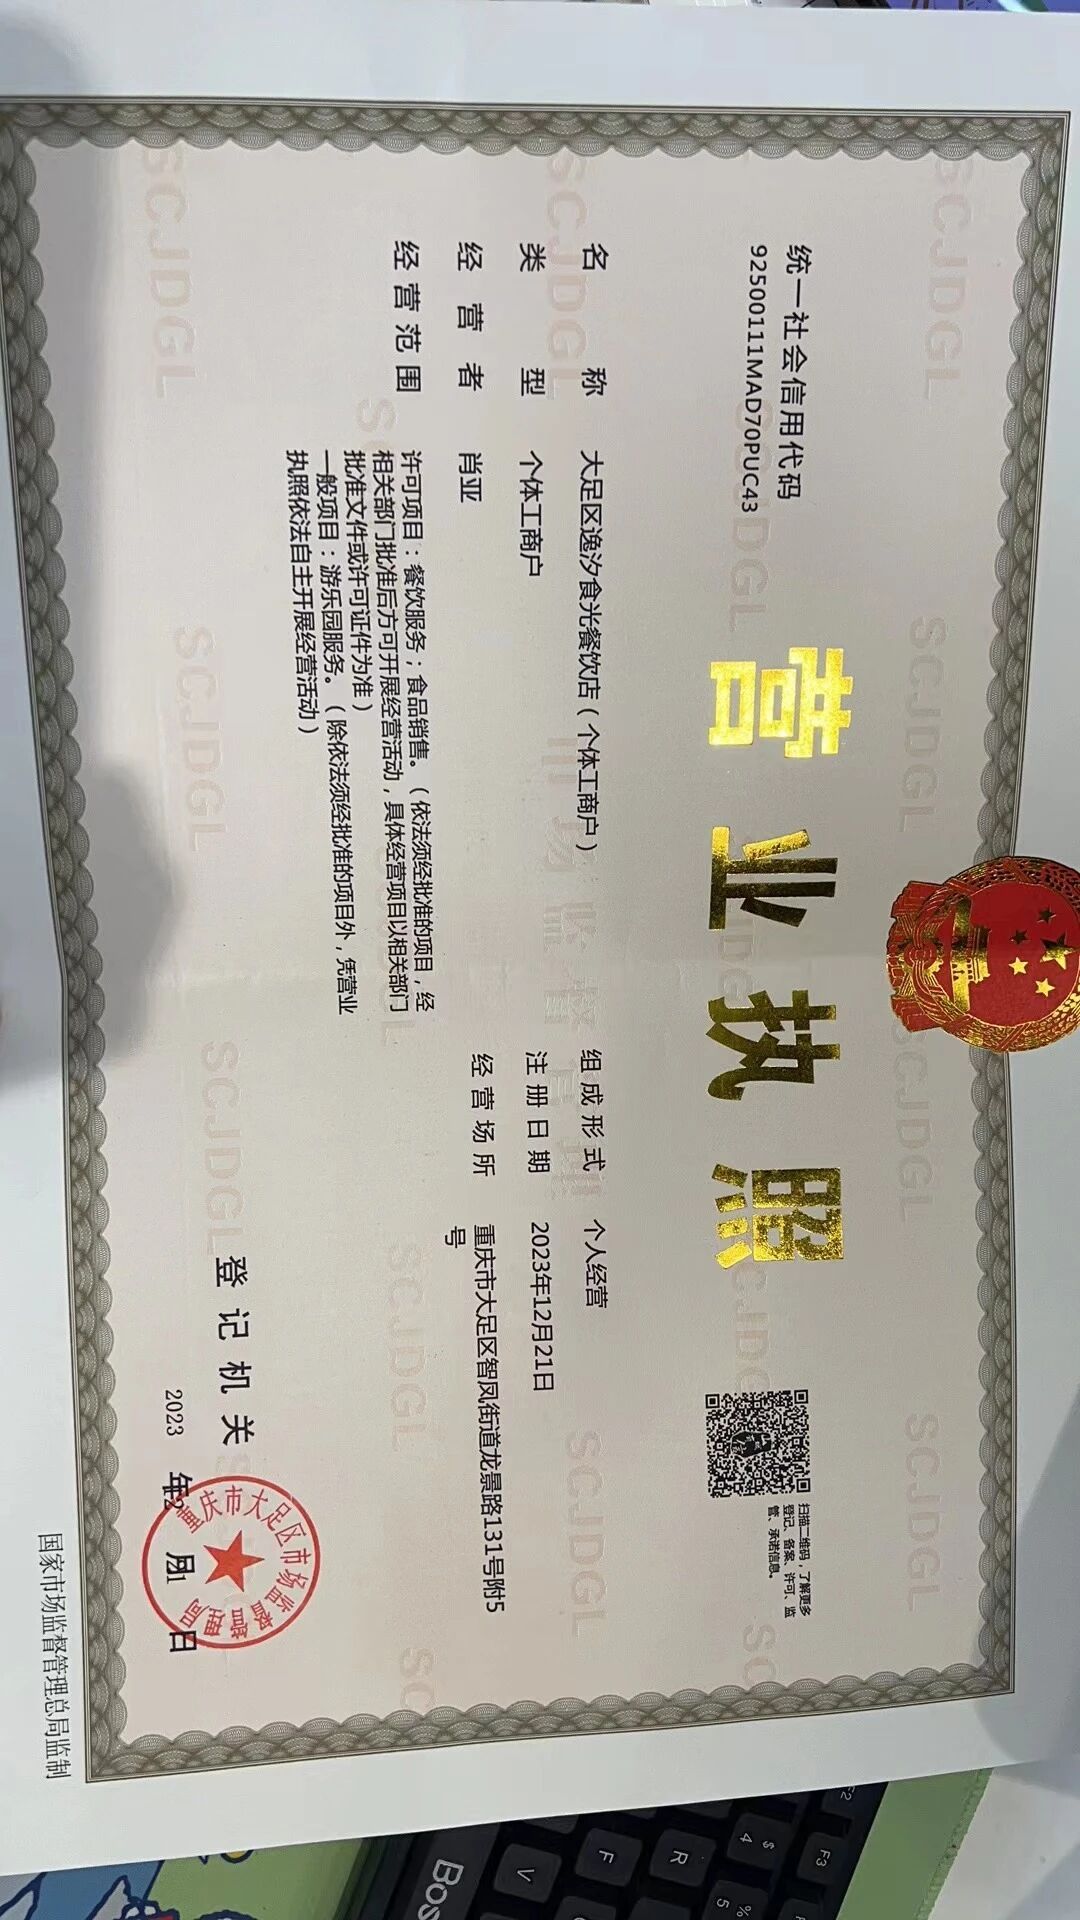 统一社会信用代码
92500111MAD70PUC43
营业执照
扫描二维码，了解更多
登记、备案、许可、监
管、承诺信息。
名称 大足区逸汐食光餐饮店（个体工商户）
类型 个体工商户
经营者 肖亚
经营范围 许可项目：餐饮服务；食品销售。（依法须经批准的项目，经
相关部门批准后方可开展经营活动，具体经营项目以相关部门
批准文件或许可证件为准）
一般项目：游乐园服务。（除依法须经批准的项目外，凭营业
执照依法自主开展经营活动）
组成形式 个人经营
注册日期 2023年12月21日
经营场所 重庆市大足区智凤街道龙景路131号附5
号
登记机关
重庆市大足区市场监督管理局
2023 年 月 日
国家市场监督管理总局监制
SCJDGL
SCJDGL
SCJDGL
SCJDGL
SCJDGL
SCJDGL
SCJDGL
SCJDGL
F2
F3
$
4
%
5
R
F
V